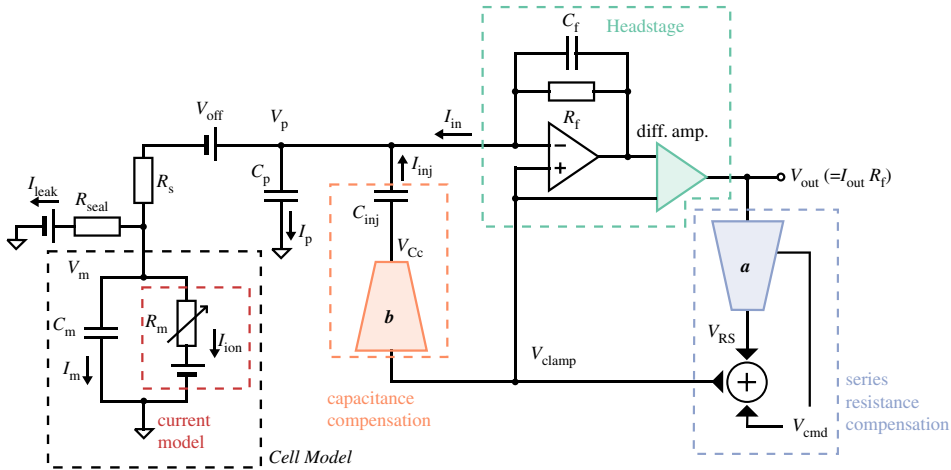 C_f
Headstage
V_off
V_p
I_in
R_f
diff. amp.
−
+
I_leak
R_seal
R_s
C_p
I_p
I_inj
C_inj
V_out (=I_out R_f)
V_m
V_Cc
a
C_m
R_m
b
I_m
I_ion
V_clamp
V_RS
+
current
model
capacitance
compensation
series
resistance
compensation
V_cmd
Cell Model